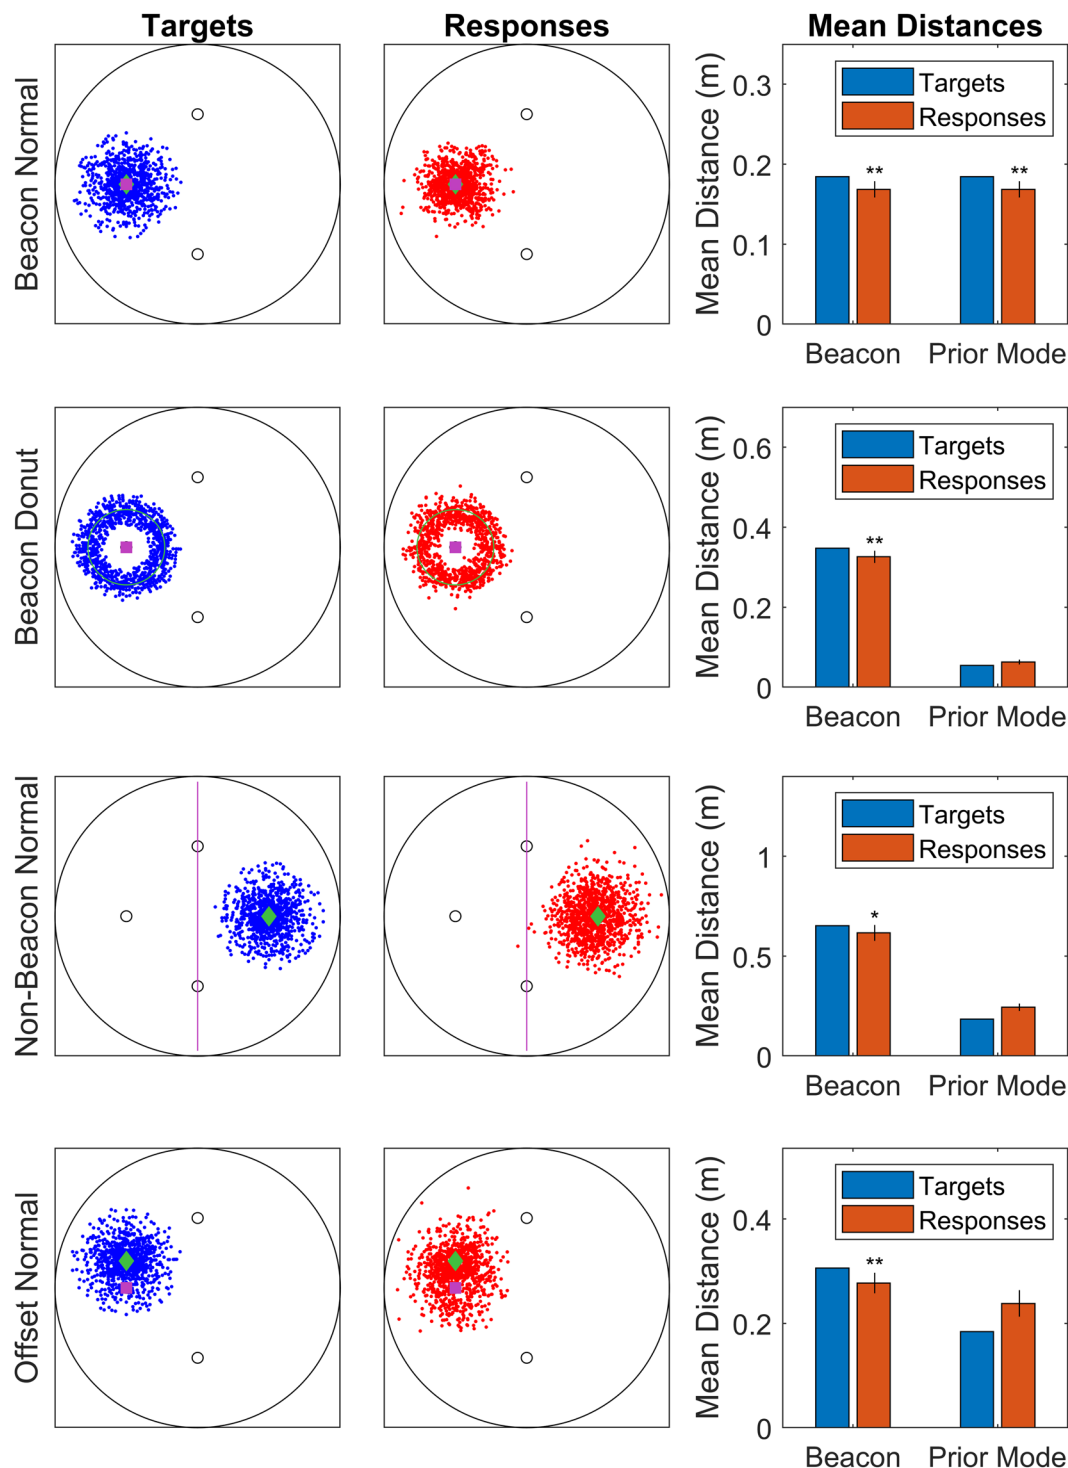 Targets
Responses
Mean Distances
Beacon Normal
Mean Distance (m)
0.3
0.2
0.1
0
Targets
Responses
**
**
Beacon
Prior Mode
Beacon Donut
Mean Distance (m)
0.6
0.4
0.2
0
Targets
Responses
**
Beacon
Prior Mode
Non-Beacon Normal
Mean Distance (m)
1
0.5
0
Targets
Responses
*
Beacon
Prior Mode
Offset Normal
Mean Distance (m)
0.4
0.2
0
Targets
Responses
**
Beacon
Prior Mode